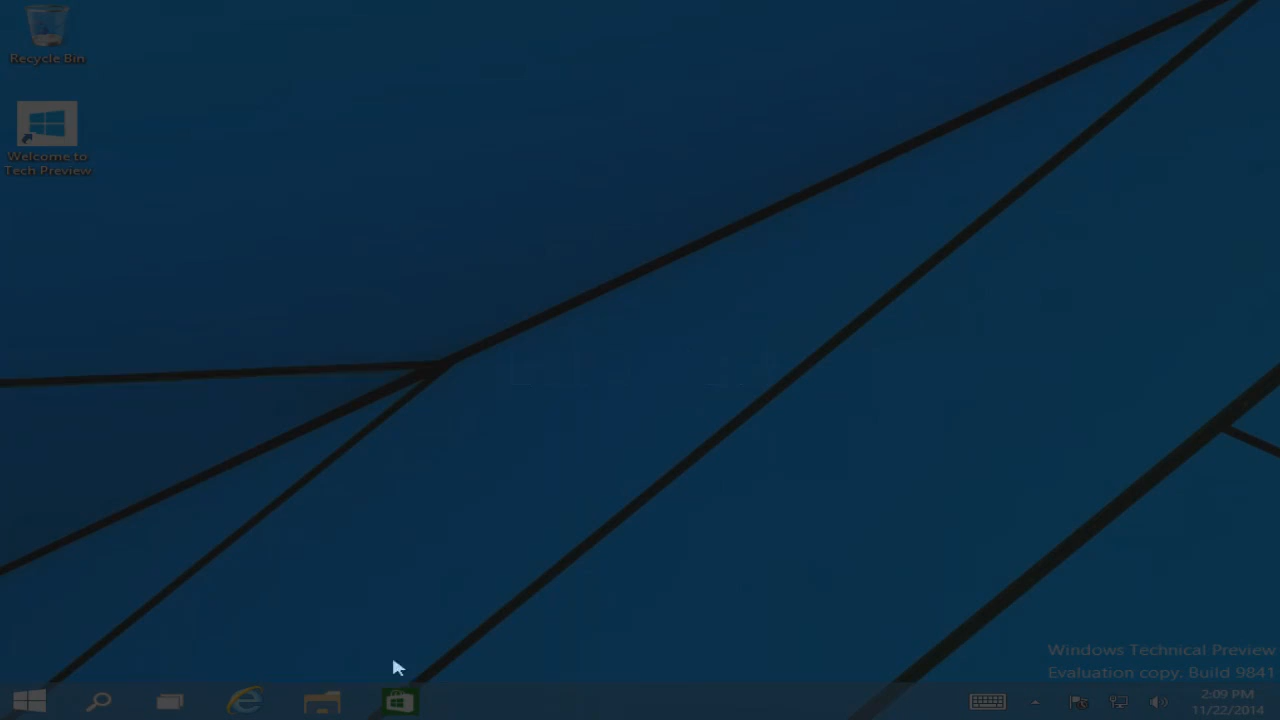 Recycle Bin
Welcome to
Tech Preview
Windows Technical Preview
Evaluation copy. Build 9841
2:09 PM
11/22/2014